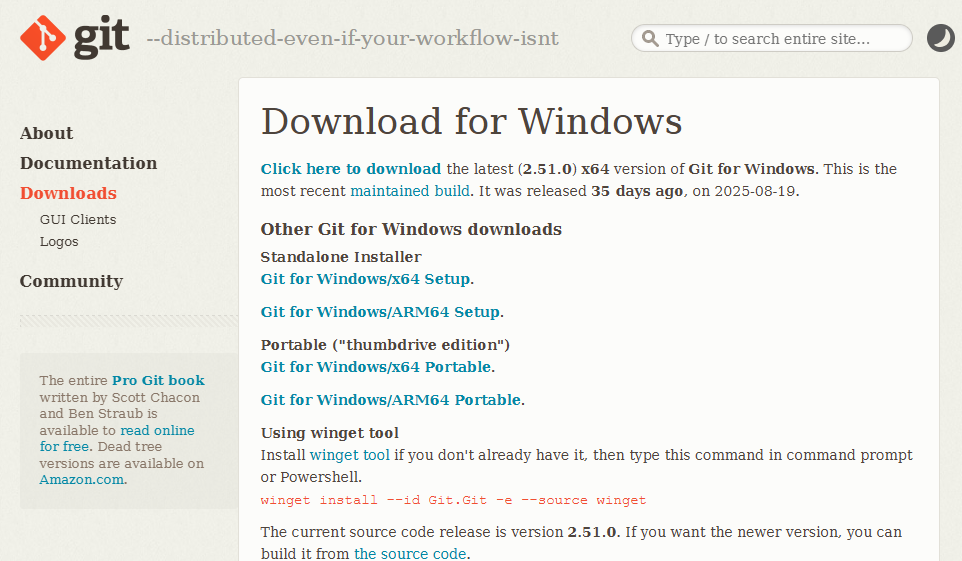 git --distributed-even-if-your-workflow-isnt
Type / to search entire site...
About
Documentation
Downloads
GUI Clients
Logos
Community
The entire Pro Git book
written by Scott Chacon
and Ben Straub is
available to read online
for free. Dead tree
versions are available on
Amazon.com.
Download for Windows
Click here to download the latest (2.51.0) x64 version of Git for Windows. This is the
most recent maintained build. It was released 35 days ago, on 2025-08-19.
Other Git for Windows downloads
Standalone Installer
Git for Windows/x64 Setup.
Git for Windows/ARM64 Setup.
Portable ("thumbdrive edition")
Git for Windows/x64 Portable.
Git for Windows/ARM64 Portable.
Using winget tool
Install winget tool if you don't already have it, then type this command in command prompt
or Powershell.
winget install --id Git.Git -e --source winget
The current source code release is version 2.51.0. If you want the newer version, you can
build it from the source code.